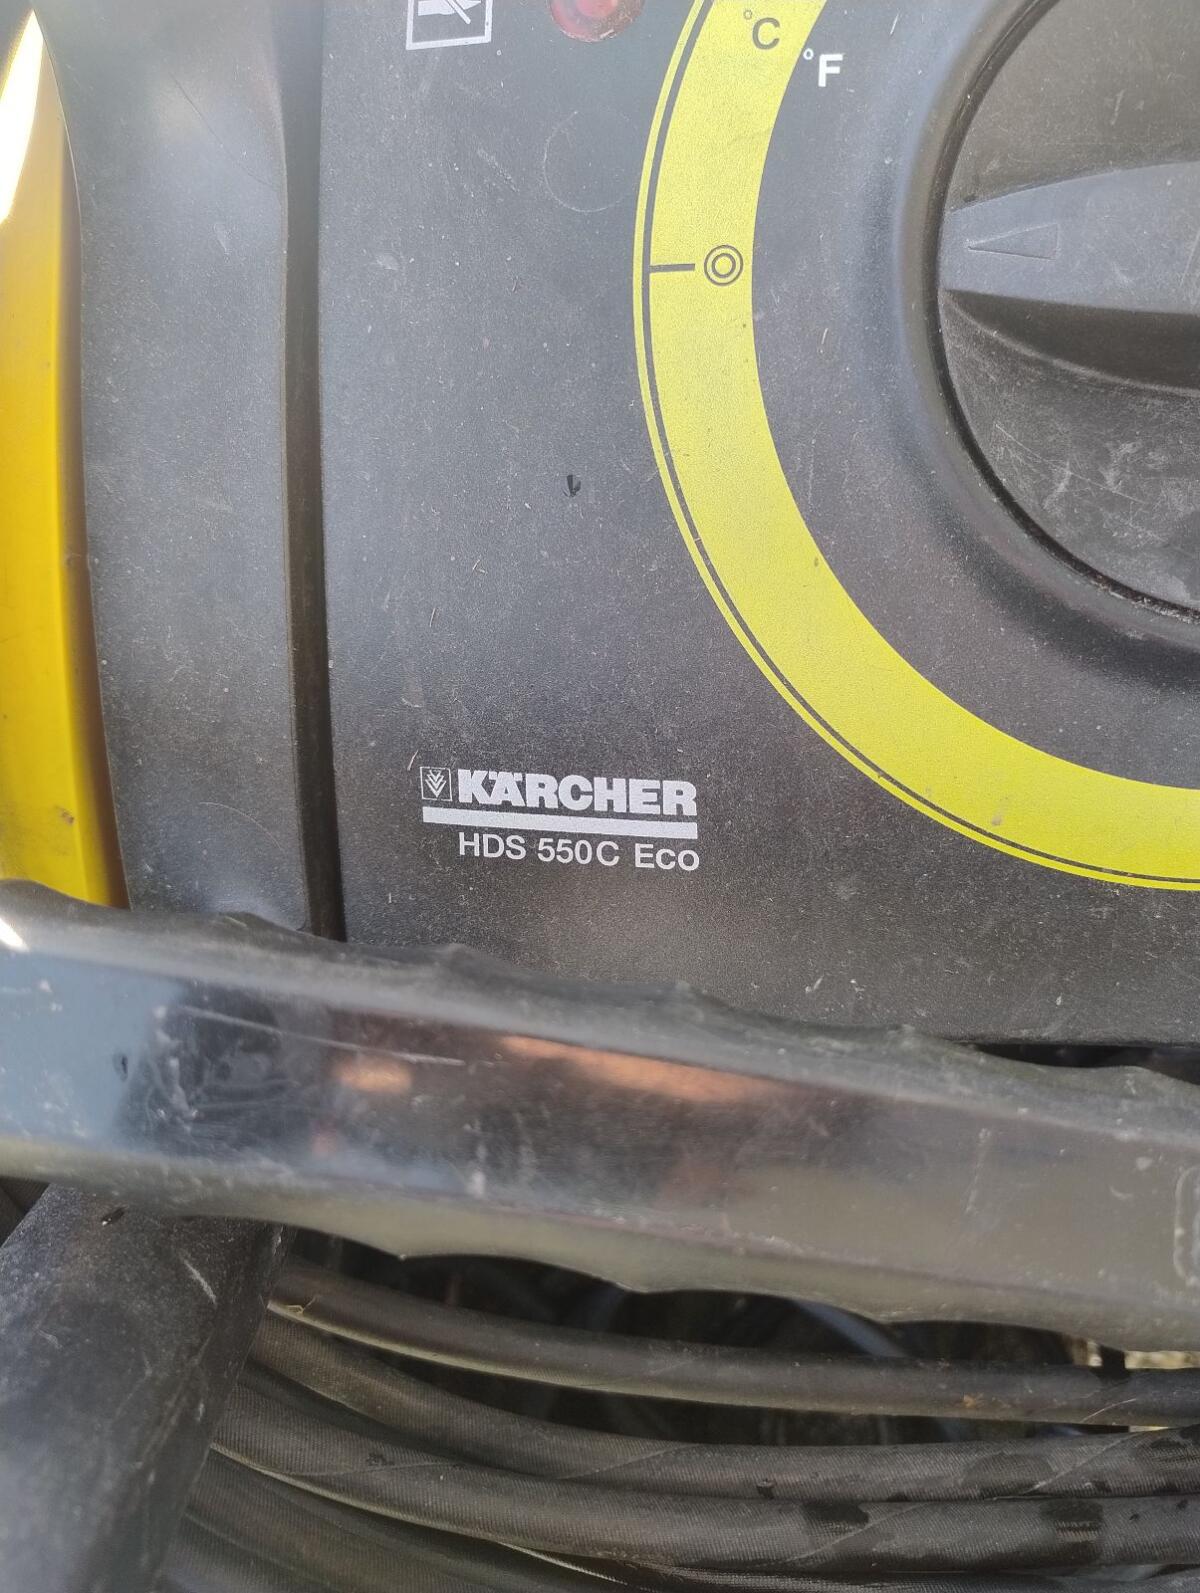 °C
°F
KÄRCHER
HDS 550C Eco